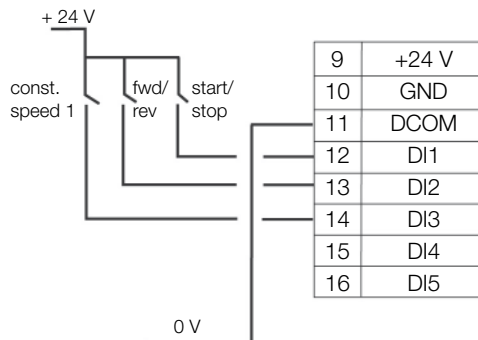 + 24 V
const.
speed 1
fwd/
rev
start/
stop
9 +24 V
10 GND
11 DCOM
12 DI1
13 DI2
14 DI3
15 DI4
16 DI5
0 V